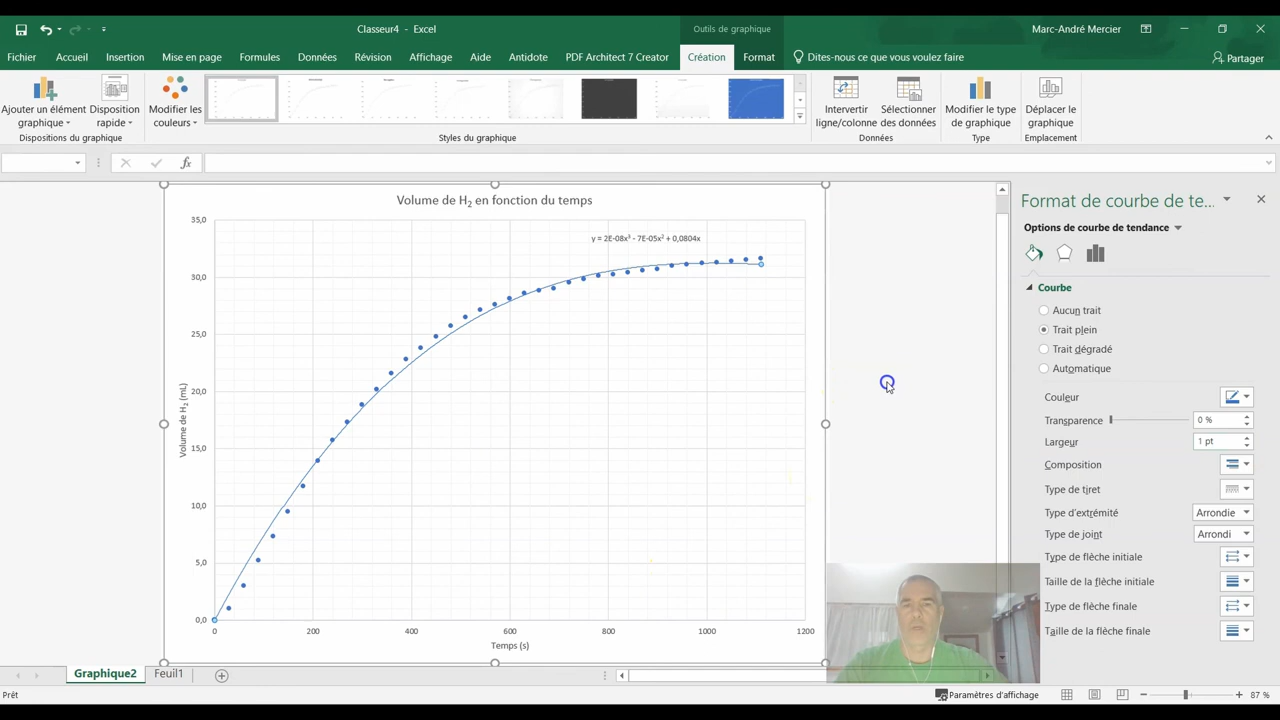 Classeur4 - Excel
Outils de graphique
Marc-André Mercier
Fichier Accueil Insertion Mise en page Formules Données Révision Affichage Aide Antidote PDF Architect 7 Creator Création Format Dites-nous ce que vous voulez faire Partager
Ajouter un élément graphique
Disposition rapide
Modifier les couleurs
Intervertir ligne/colonne
Sélectionner des données
Modifier le type de graphique
Déplacer le graphique
Dispositions du graphique Styles du graphique Données Type Emplacement
fx
Volume de H₂ en fonction du temps
y = 2E-08x³ - 7E-05x² + 0,0804x
35,0
30,0
25,0
20,0
15,0
10,0
5,0
0,0
Volume de H₂ (mL)
0 200 400 600 800 1000 1200
Temps (s)
Format de courbe de te...
Options de courbe de tendance
Courbe
Aucun trait
Trait plein
Trait dégradé
Automatique
Couleur
Transparence 0 %
Largeur 1 pt
Composition
Type de tiret
Type d'extrémité Arrondie
Type de joint Arrondi
Type de flèche initiale
Taille de la flèche initiale
Type de flèche finale
Taille de la flèche finale
Graphique2 Feuil1
Prêt Paramètres d'affichage 87 %